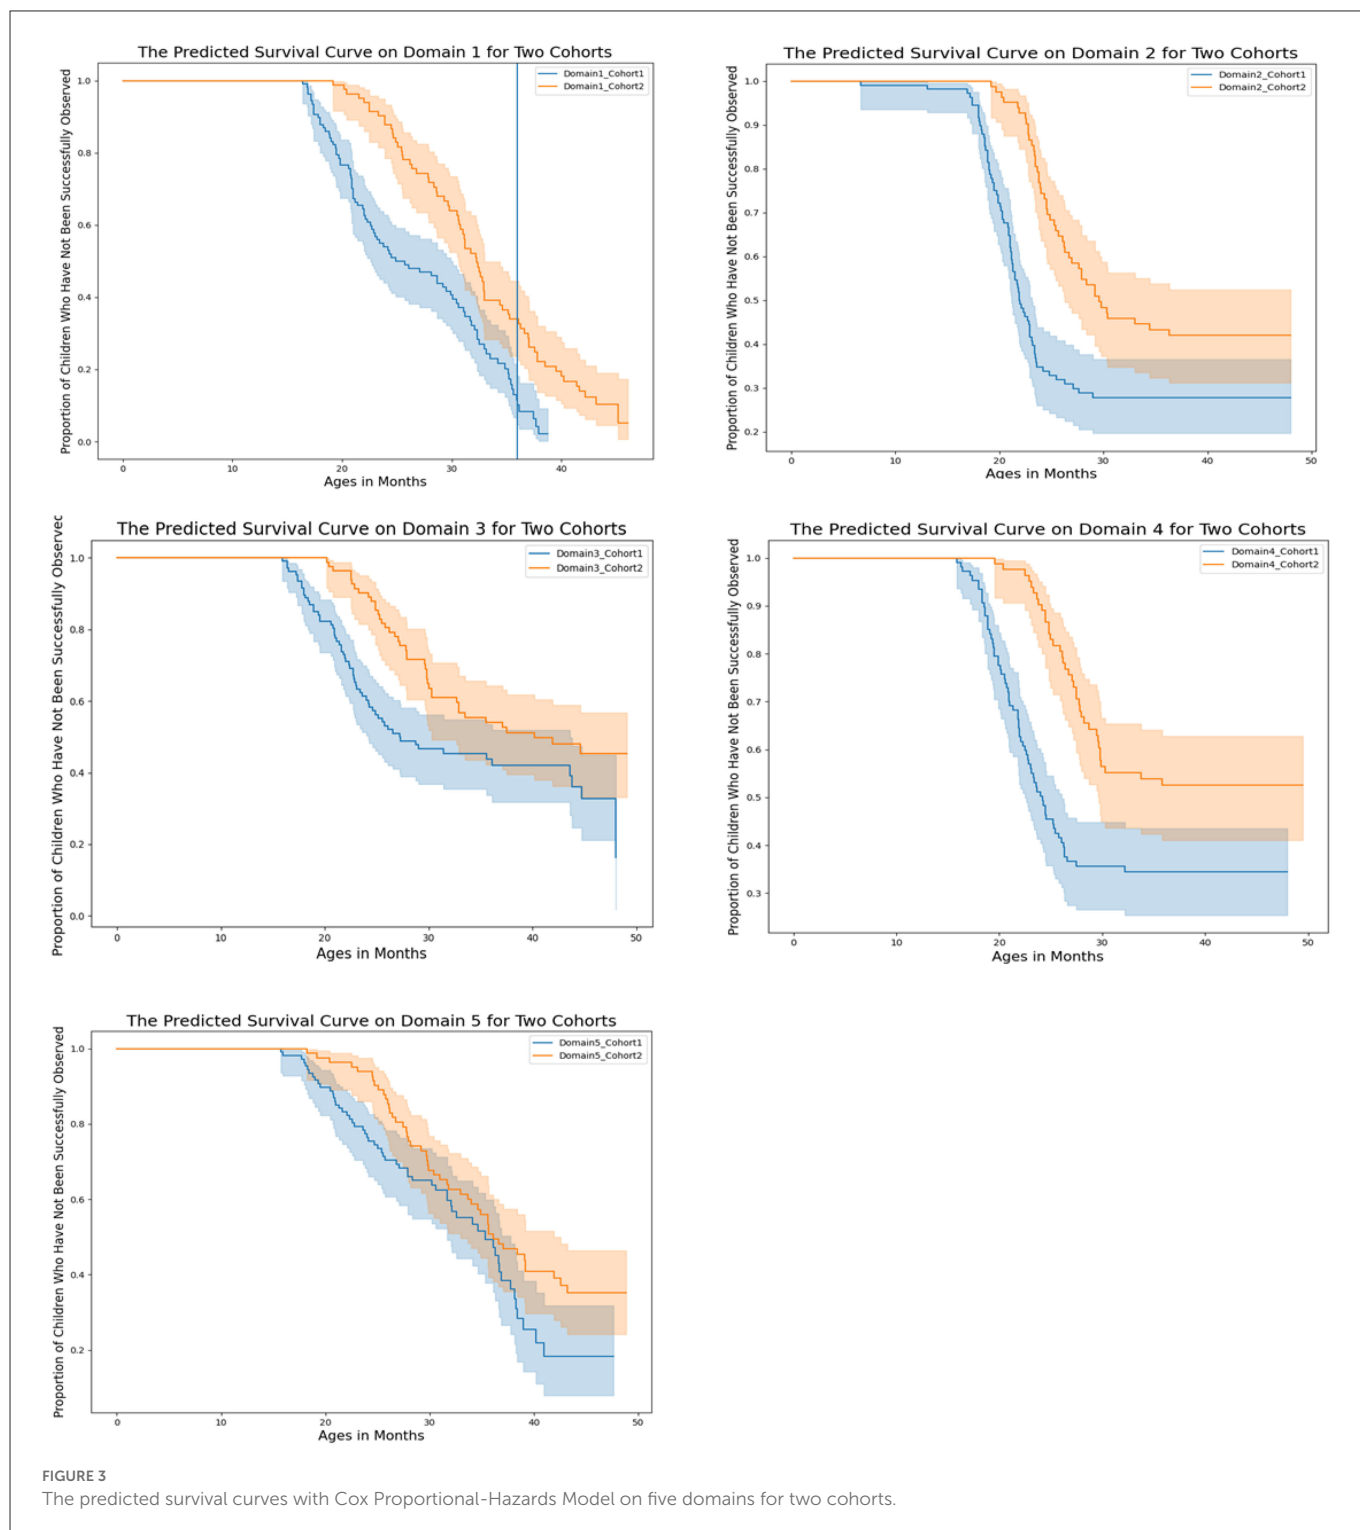 The Predicted Survival Curve on Domain 1 for Two Cohorts
Proportion of Children Who Have Not Been Successfully Observed
1.0
0.8
0.6
0.4
0.2
0.0
Domain1_Cohort1
Domain1_Cohort2
0 10 20 30 40
Ages in Months
The Predicted Survival Curve on Domain 2 for Two Cohorts
Proportion of Children Who Have Not Been Successfully Observed
1.0
0.9
0.8
0.7
0.6
0.5
0.4
0.3
0.2
Domain2_Cohort1
Domain2_Cohort2
0 10 20 30 40 50
Ages in Months
The Predicted Survival Curve on Domain 3 for Two Cohorts
Proportion of Children Who Have Not Been Successfully Observec
1.0
0.8
0.6
0.4
0.2
0.0
Domain3_Cohort1
Domain3_Cohort2
0 10 20 30 40 50
Ages in Months
The Predicted Survival Curve on Domain 4 for Two Cohorts
Proportion of Children Who Have Not Been Successfully Observed
1.0
0.9
0.8
0.7
0.6
0.5
0.4
0.3
Domain4_Cohort1
Domain4_Cohort2
0 10 20 30 40 50
Ages in Months
The Predicted Survival Curve on Domain 5 for Two Cohorts
Proportion of Children Who Have Not Been Successfully Observed
1.0
0.8
0.6
0.4
0.2
Domain5_Cohort1
Domain5_Cohort2
0 10 20 30 40 50
Ages in Months
FIGURE 3
The predicted survival curves with Cox Proportional-Hazards Model on five domains for two cohorts.